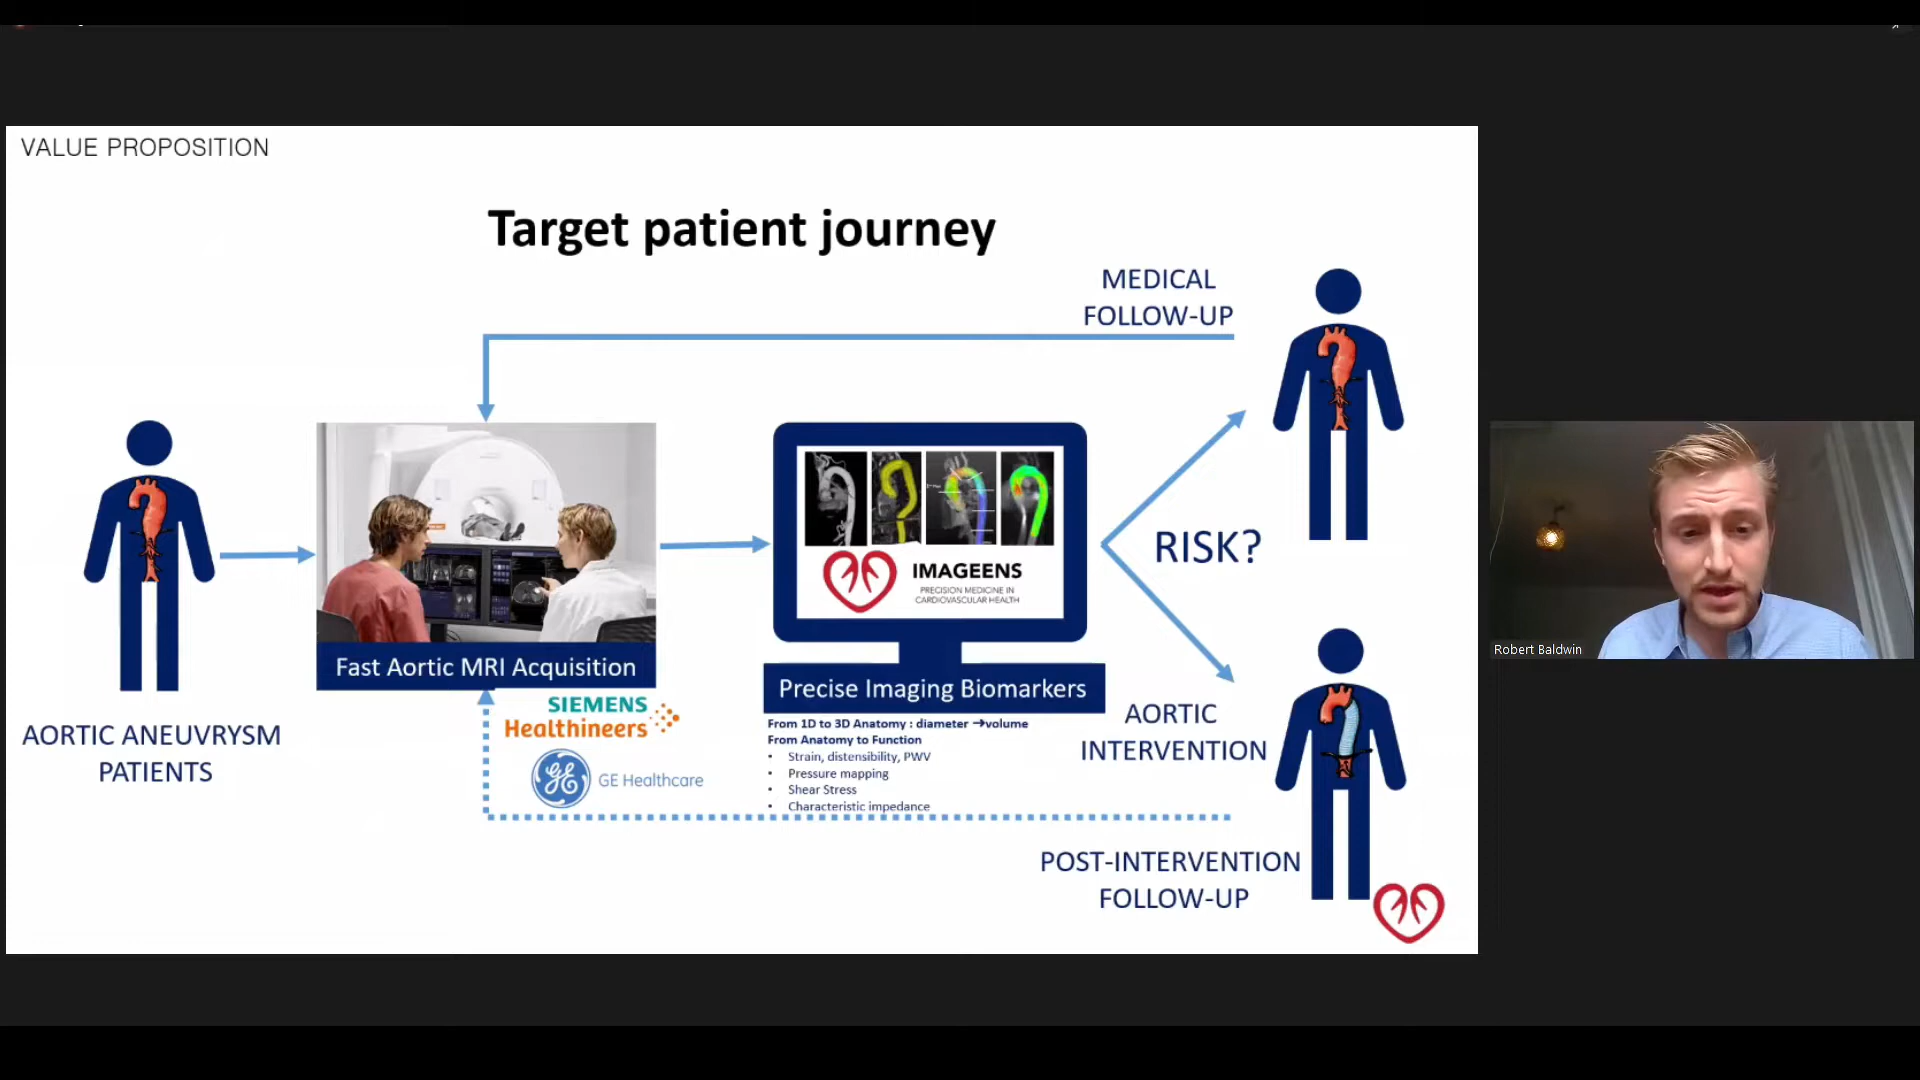 VALUE PROPOSITION
Target patient journey
MEDICAL
FOLLOW-UP
AORTIC ANEUVRYSM
PATIENTS
Fast Aortic MRI Acquisition
SIEMENS
Healthineers
GE
GE Healthcare
IMAGEENS
PRECISION MEDICINE IN
CARDIOVASCULAR HEALTH
Precise Imaging Biomarkers
From 1D to 3D Anatomy : diameter ➔volume
From Anatomy to Function
• Strain, distensibility, PWV
• Pressure mapping
• Shear Stress
• Characteristic impedance
RISK?
AORTIC
INTERVENTION
POST-INTERVENTION
FOLLOW-UP
Robert Baldwin